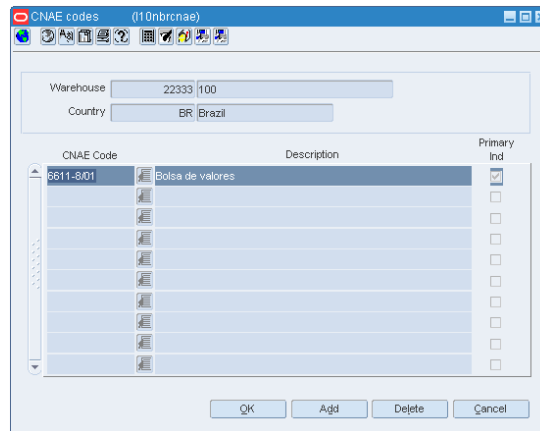 CNAE codes (l10nbrcnae)
Warehouse 22333 100
Country BR Brazil
CNAE Code Description Primary Ind
6611-8/01 Bolsa de valores
OK Add Delete Cancel